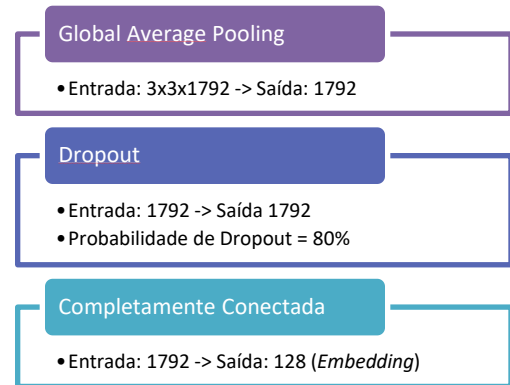 Global Average Pooling
•Entrada: 3x3x1792 -> Saída: 1792
Dropout
•Entrada: 1792 -> Saída 1792
•Probabilidade de Dropout = 80%
Completamente Conectada
•Entrada: 1792 -> Saída: 128 (Embedding)